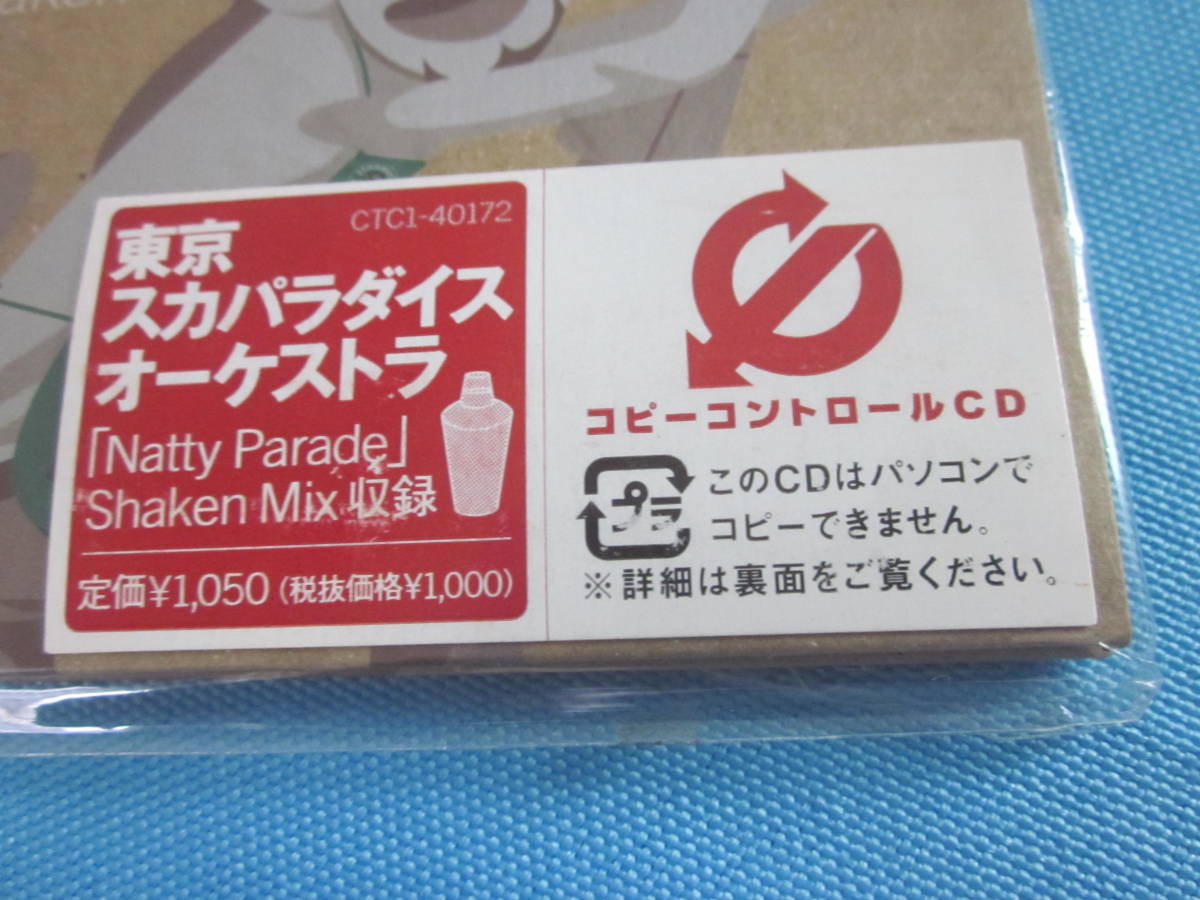 CTC1-40172
東京
スカパラダイス
オーケストラ
「Natty Parade」
Shaken Mix 収録
定価¥1,050（税抜価格¥1,000）
コピーコントロールCD
プラ
このCDはパソコンで
コピーできません。
※詳細は裏面をご覧ください。